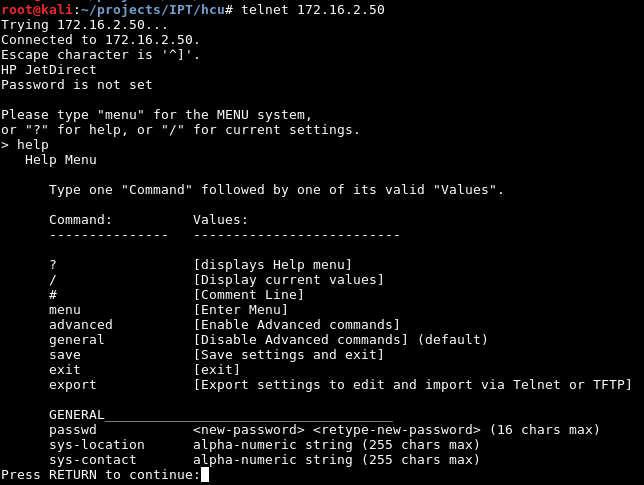 root@kali:~/projects/IPT/hcu# telnet 172.16.2.50
Trying 172.16.2.50...
Connected to 172.16.2.50.
Escape character is '^]'.
HP JetDirect
Password is not set
Please type "menu" for the MENU system,
or "?" for help, or "/" for current settings.
> help
Help Menu
Type one "Command" followed by one of its valid "Values".
Command: Values:
--------------- --------------------------
? [displays Help menu]
/ [Display current values]
# [Comment Line]
menu [Enter Menu]
advanced [Enable Advanced commands]
general [Disable Advanced commands] (default)
save [Save settings and exit]
exit [exit]
export [Export settings to edit and import via Telnet or TFTP]
GENERAL____________________________________
passwd <new-password> <retype-new-password> (16 chars max)
sys-location alpha-numeric string (255 chars max)
sys-contact alpha-numeric string (255 chars max)
Press RETURN to continue: